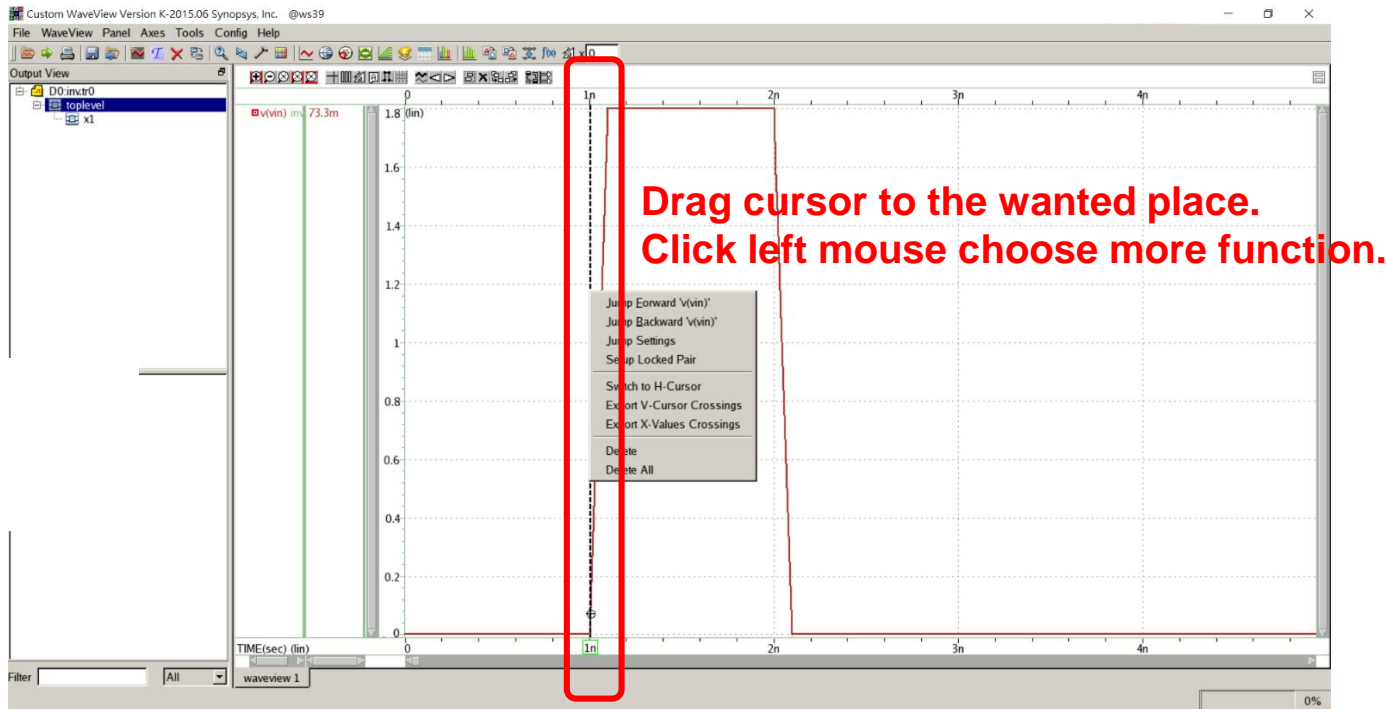 Custom WaveView Version K-2015.06 Synopsys, Inc. @ws39
File WaveView Panel Axes Tools Config Help
x 0
Output View
D0:inv.tr0
toplevel
x1
0 1n 2n 3n 4n
v(vin) inv 73.3m
1.8 (lin)
1.6
Drag cursor to the wanted place.
1.4
Click left mouse choose more function.
1.2
Jump Forward 'v(vin)'
Jump Backward 'v(vin)'
1
Jump Settings
Setup Locked Pair
Switch to H-Cursor
0.8
Export V-Cursor Crossings
Export X-Values Crossings
Delete
0.6
Delete All
0.4
0.2
0
TIME(sec) (lin) 0 1n 2n 3n 4n
Filter All waveview 1
0%